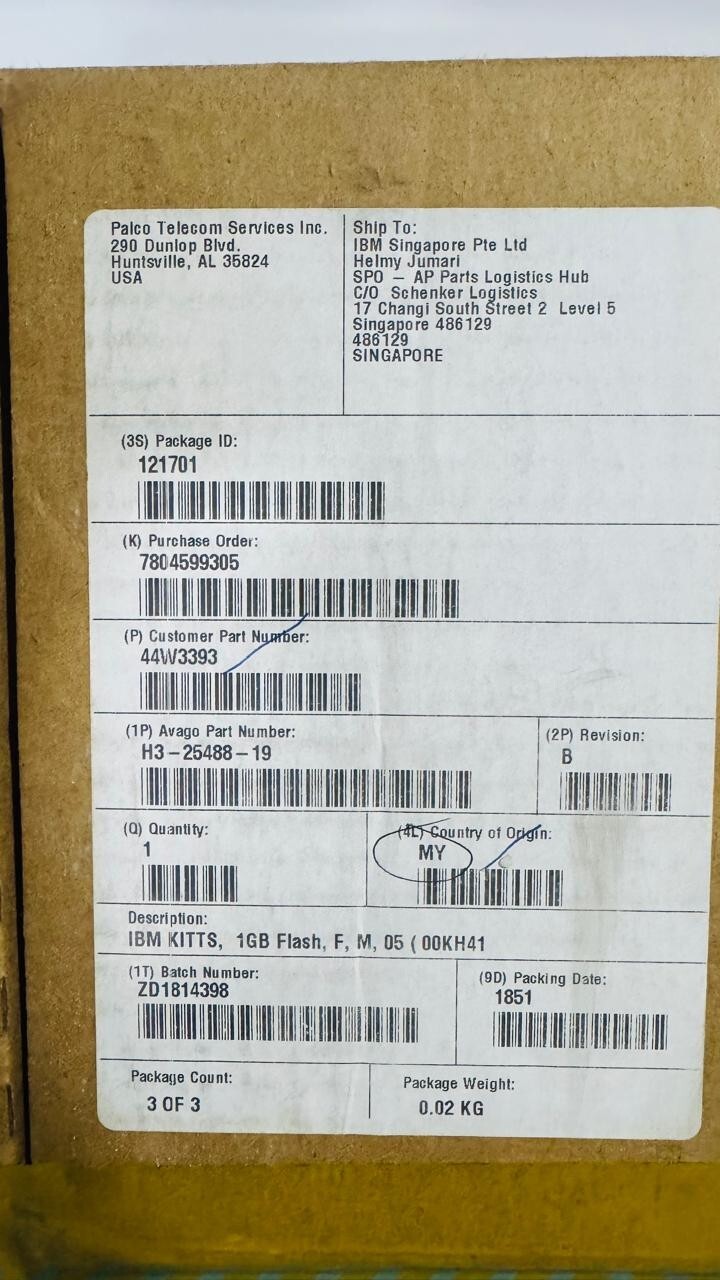 Palco Telecom Services Inc.
290 Dunlop Blvd.
Huntsville, AL 35824
USA
Ship To:
IBM Singapore Pte Ltd
Helmy Jumari
SPO – AP Parts Logistics Hub
C/O Schenker Logistics
17 Changi South Street 2 Level 5
Singapore 486129
486129
SINGAPORE
(3S) Package ID:
121701
(K) Purchase Order:
7804599305
(P) Customer Part Number:
44W3393
(1P) Avago Part Number:
H3-25488-19
(2P) Revision:
B
(Q) Quantity:
1
(4L) Country of Origin:
MY
Description:
IBM KITTS, 1GB Flash, F, M, 05 ( 00KH41
(1T) Batch Number:
ZD1814398
(9D) Packing Date:
1851
Package Count:
3 OF 3
Package Weight:
0.02 KG